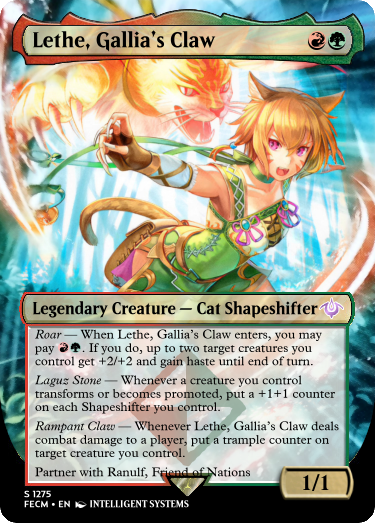 Lethe, Gallia's Claw
Legendary Creature — Cat Shapeshifter
Roar — When Lethe, Gallia's Claw enters, you may
pay. If you do, up to two target creatures you
control get +2/+2 and gain haste until end of turn.
Laguz Stone — Whenever a creature you control
transforms or becomes promoted, put a +1+1 counter
on each Shapeshifter you control.
Rampant Claw — Whenever Lethe, Gallia's Claw deals
combat damage to a player, put a trample counter on
target creature you control.
Partner with Ranulf, Friend of Nations
1/1
S 1275
FECM • EN INTELLIGENT SYSTEMS